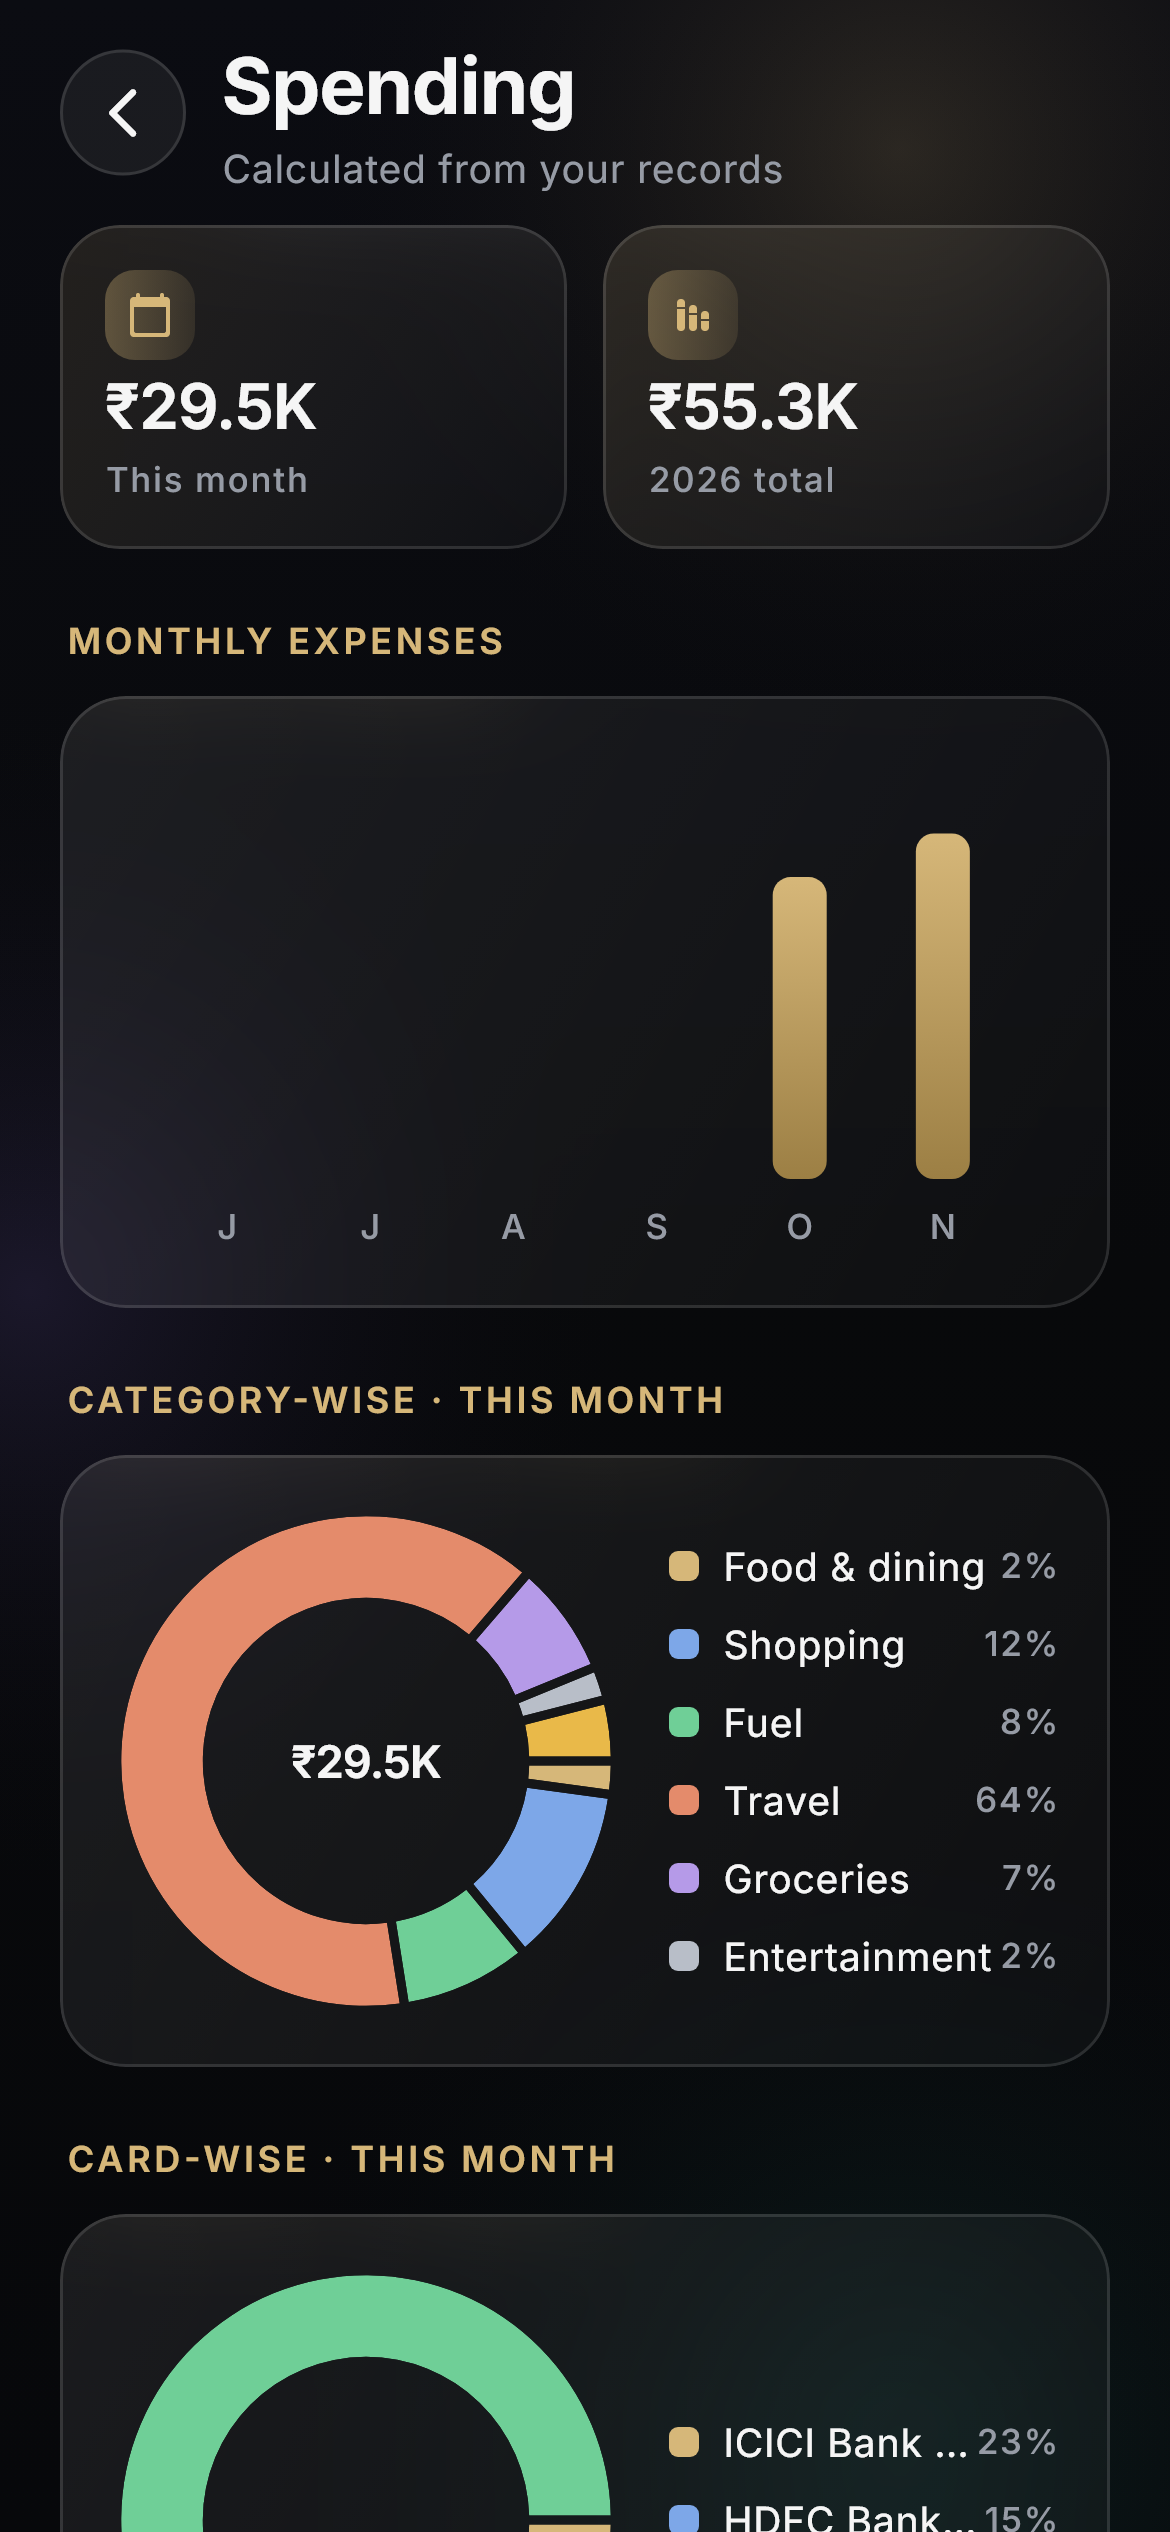 Spending
Calculated from your records
₹29.5K
This month
₹55.3K
2026 total
MONTHLY EXPENSES
J J A S O N
CATEGORY-WISE · THIS MONTH
₹29.5K
Food & dining 2%
Shopping 12%
Fuel 8%
Travel 64%
Groceries 7%
Entertainment 2%
CARD-WISE · THIS MONTH
ICICI Bank ... 23%
HDFC Bank... 15%